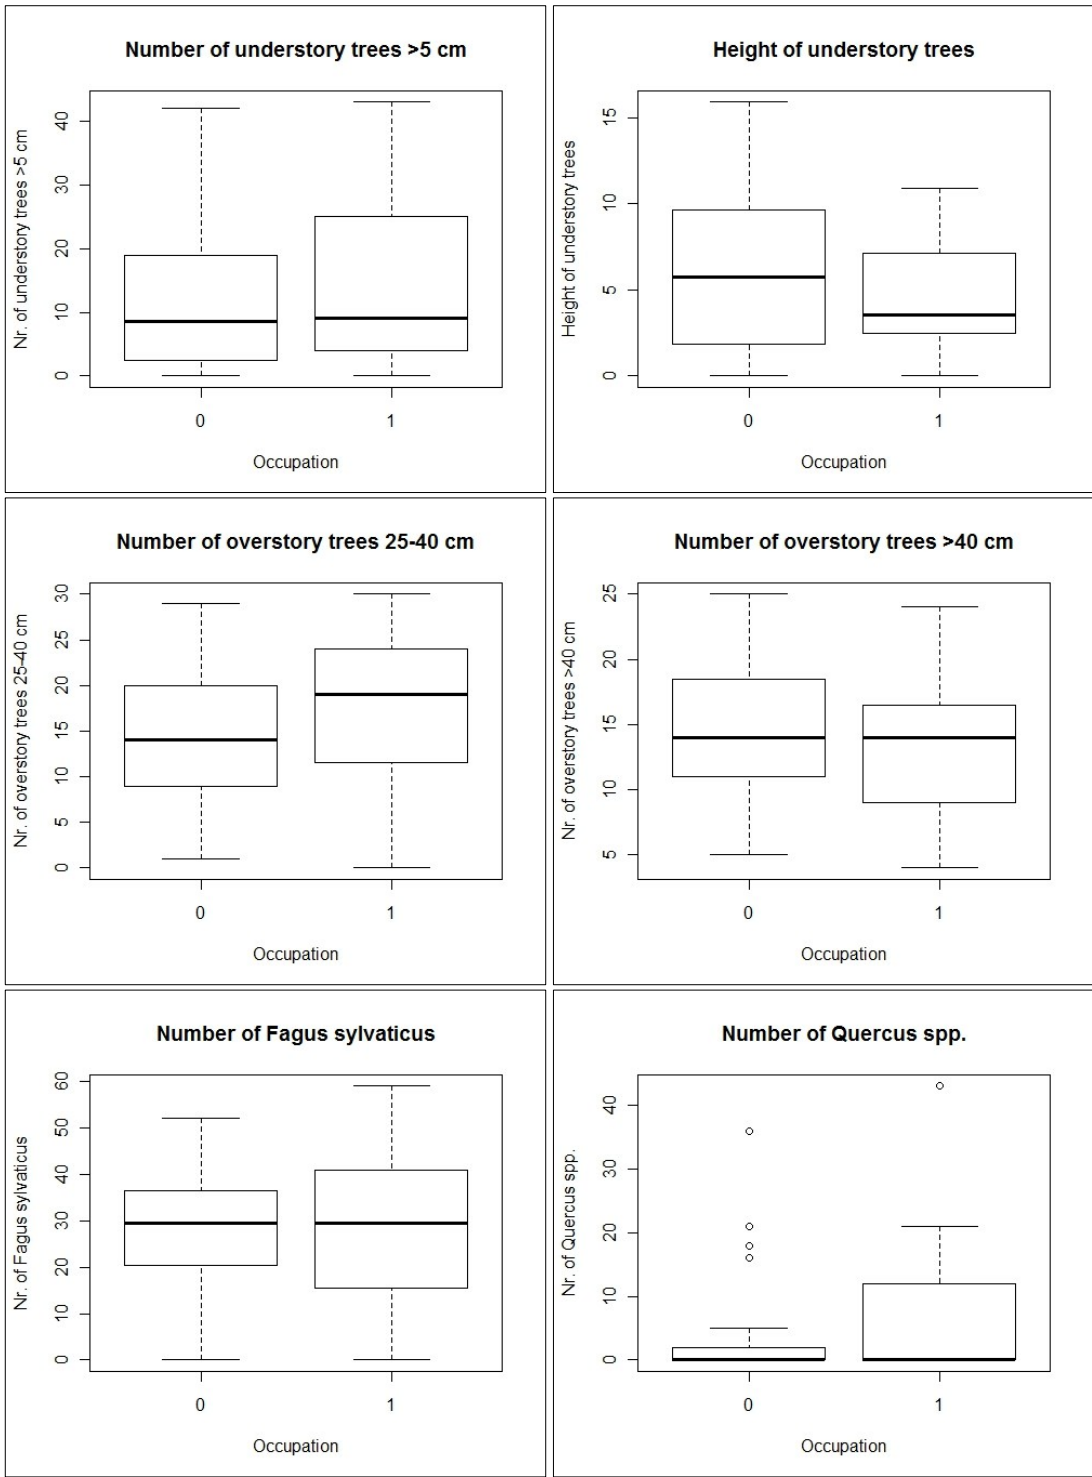 Number of understory trees >5 cm
Nr. of understory trees >5 cm
40
30
20
10
0
0 1
Occupation
Height of understory trees
Height of understory trees
15
10
5
0
0 1
Occupation
Number of overstory trees 25-40 cm
Nr. of overstory trees 25-40 cm
30
25
20
15
10
5
0
0 1
Occupation
Number of overstory trees >40 cm
Nr. of overstory trees >40 cm
25
20
15
10
5
0 1
Occupation
Number of Fagus sylvaticus
Nr. of Fagus sylvaticus
60
50
40
30
20
10
0
0 1
Occupation
Number of Quercus spp.
Nr. of Quercus spp.
40
30
20
10
0
0 1
Occupation